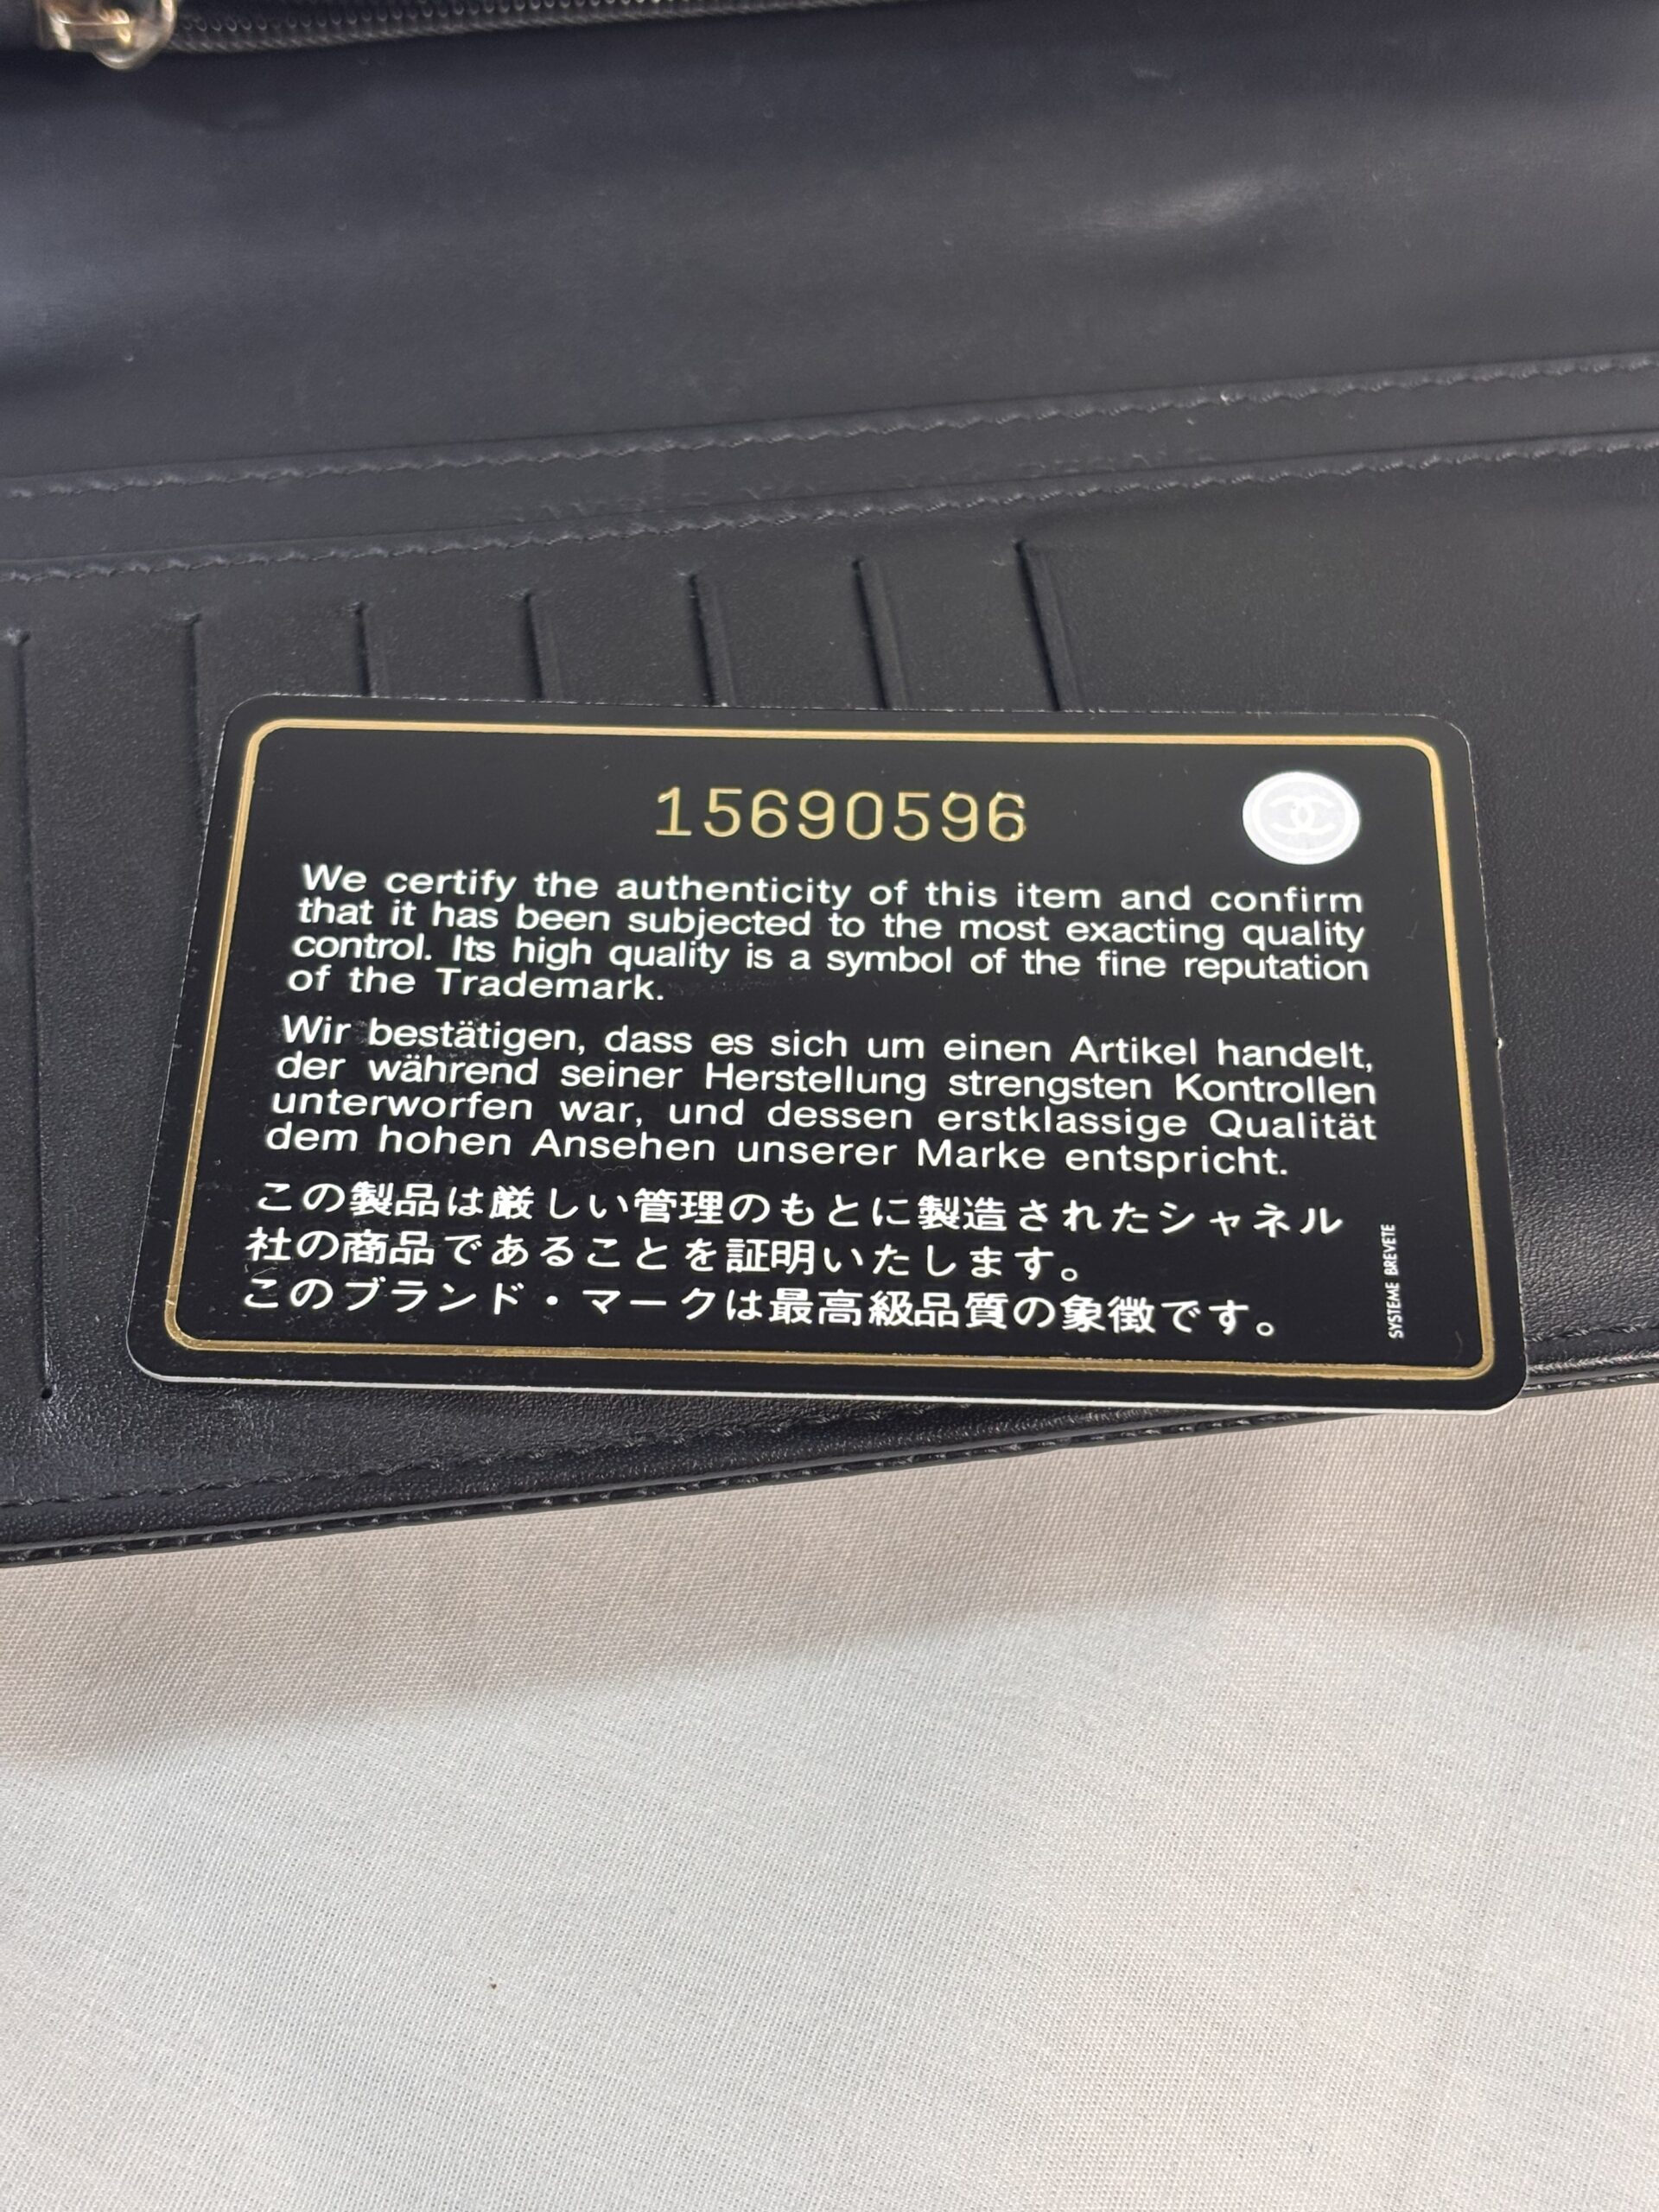 15690596
We certify the authenticity of this item and confirm
that it has been subjected to the most exacting quality
control. Its high quality is a symbol of the fine reputation
of the Trademark.
Wir bestätigen, dass es sich um einen Artikel handelt,
der während seiner Herstellung strengsten Kontrollen
unterworfen war, und dessen erstklassige Qualität
dem hohen Ansehen unserer Marke entspricht.
この製品は厳しい管理のもとに製造されたシャネル
社の商品であることを証明いたします。
このブランド・マークは最高級品質の象徴です。
SYSTEME BREVETE